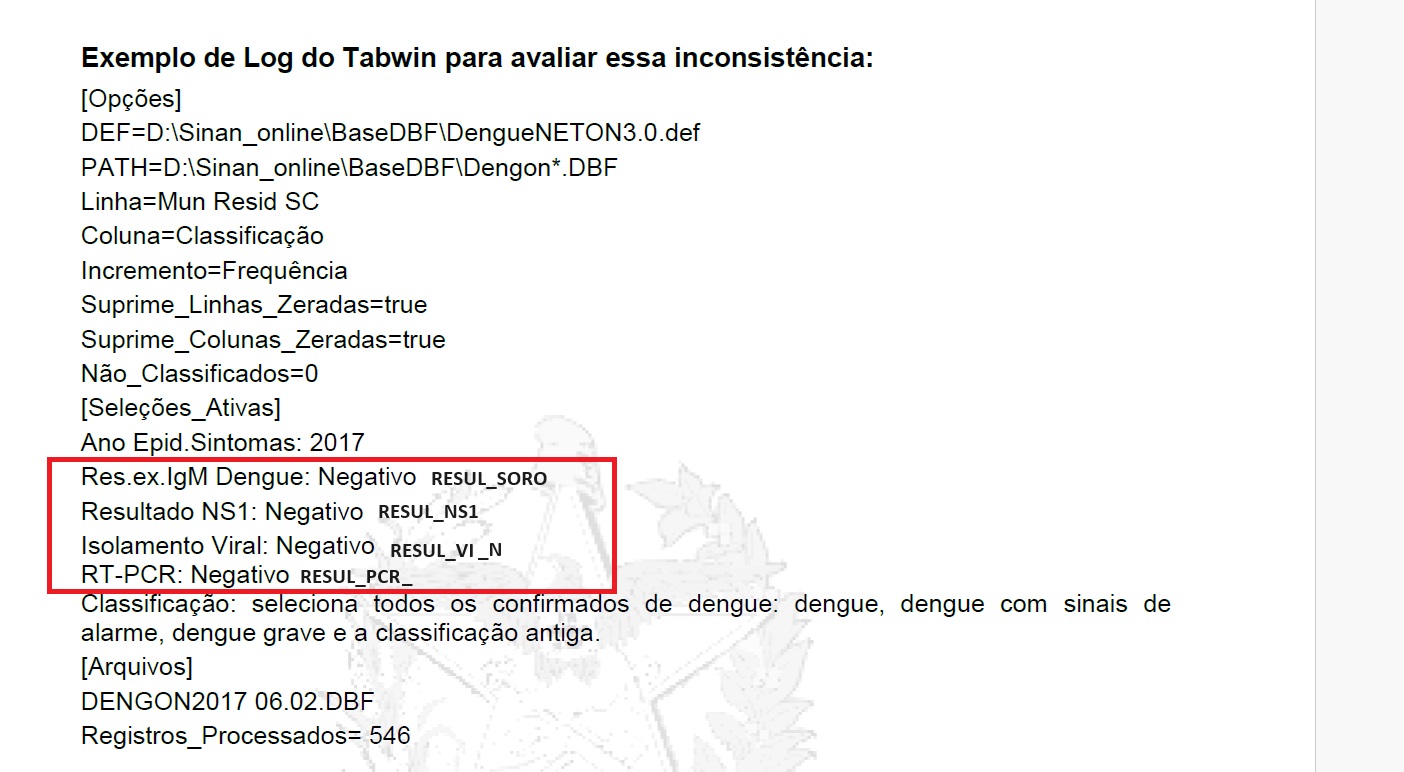 Exemplo de Log do Tabwin para avaliar essa inconsistência:
[Opções]
DEF=D:\Sinan_online\BaseDBF\DengueNETON3.0.def
PATH=D:\Sinan_online\BaseDBF\Dengon*.DBF
Linha=Mun Resid SC
Coluna=Classificação
Incremento=Frequência
Suprime_Linhas_Zeradas=true
Suprime_Colunas_Zeradas=true
Não_Classificados=0
[Seleções_Ativas]
Ano Epid.Sintomas: 2017
Res.ex.IgM Dengue: Negativo RESUL_SORO
Resultado NS1: Negativo RESUL_NS1
Isolamento Viral: Negativo RESUL_VI_N
RT-PCR: Negativo RESUL_PCR_
Classificação: seleciona todos os confirmados de dengue: dengue, dengue com sinais de
alarme, dengue grave e a classificação antiga.
[Arquivos]
DENGON2017 06.02.DBF
Registros_Processados= 546